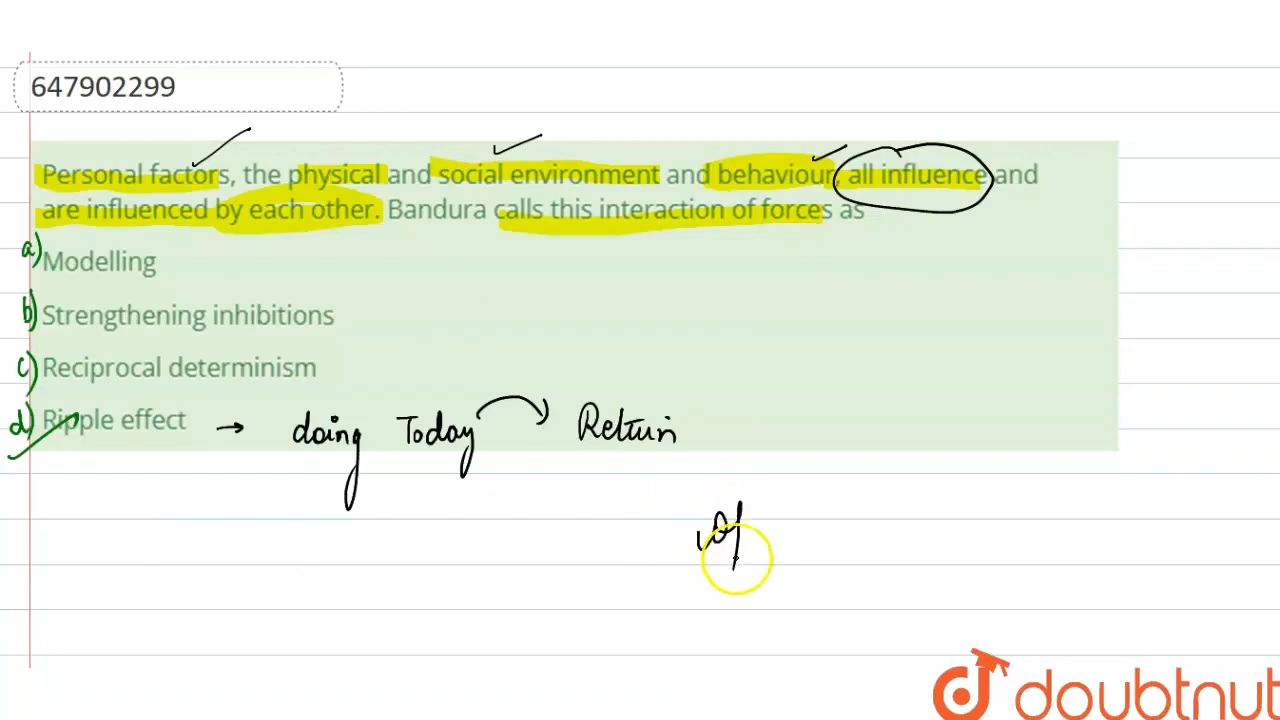 647902299
Personal factors, the physical and social environment and behaviour, all influence and
are influenced by each other. Bandura calls this interaction of forces as
a) Modelling
b) Strengthening inhibitions
c) Reciprocal determinism
d) Ripple effect → doing Today Return
doubtnut